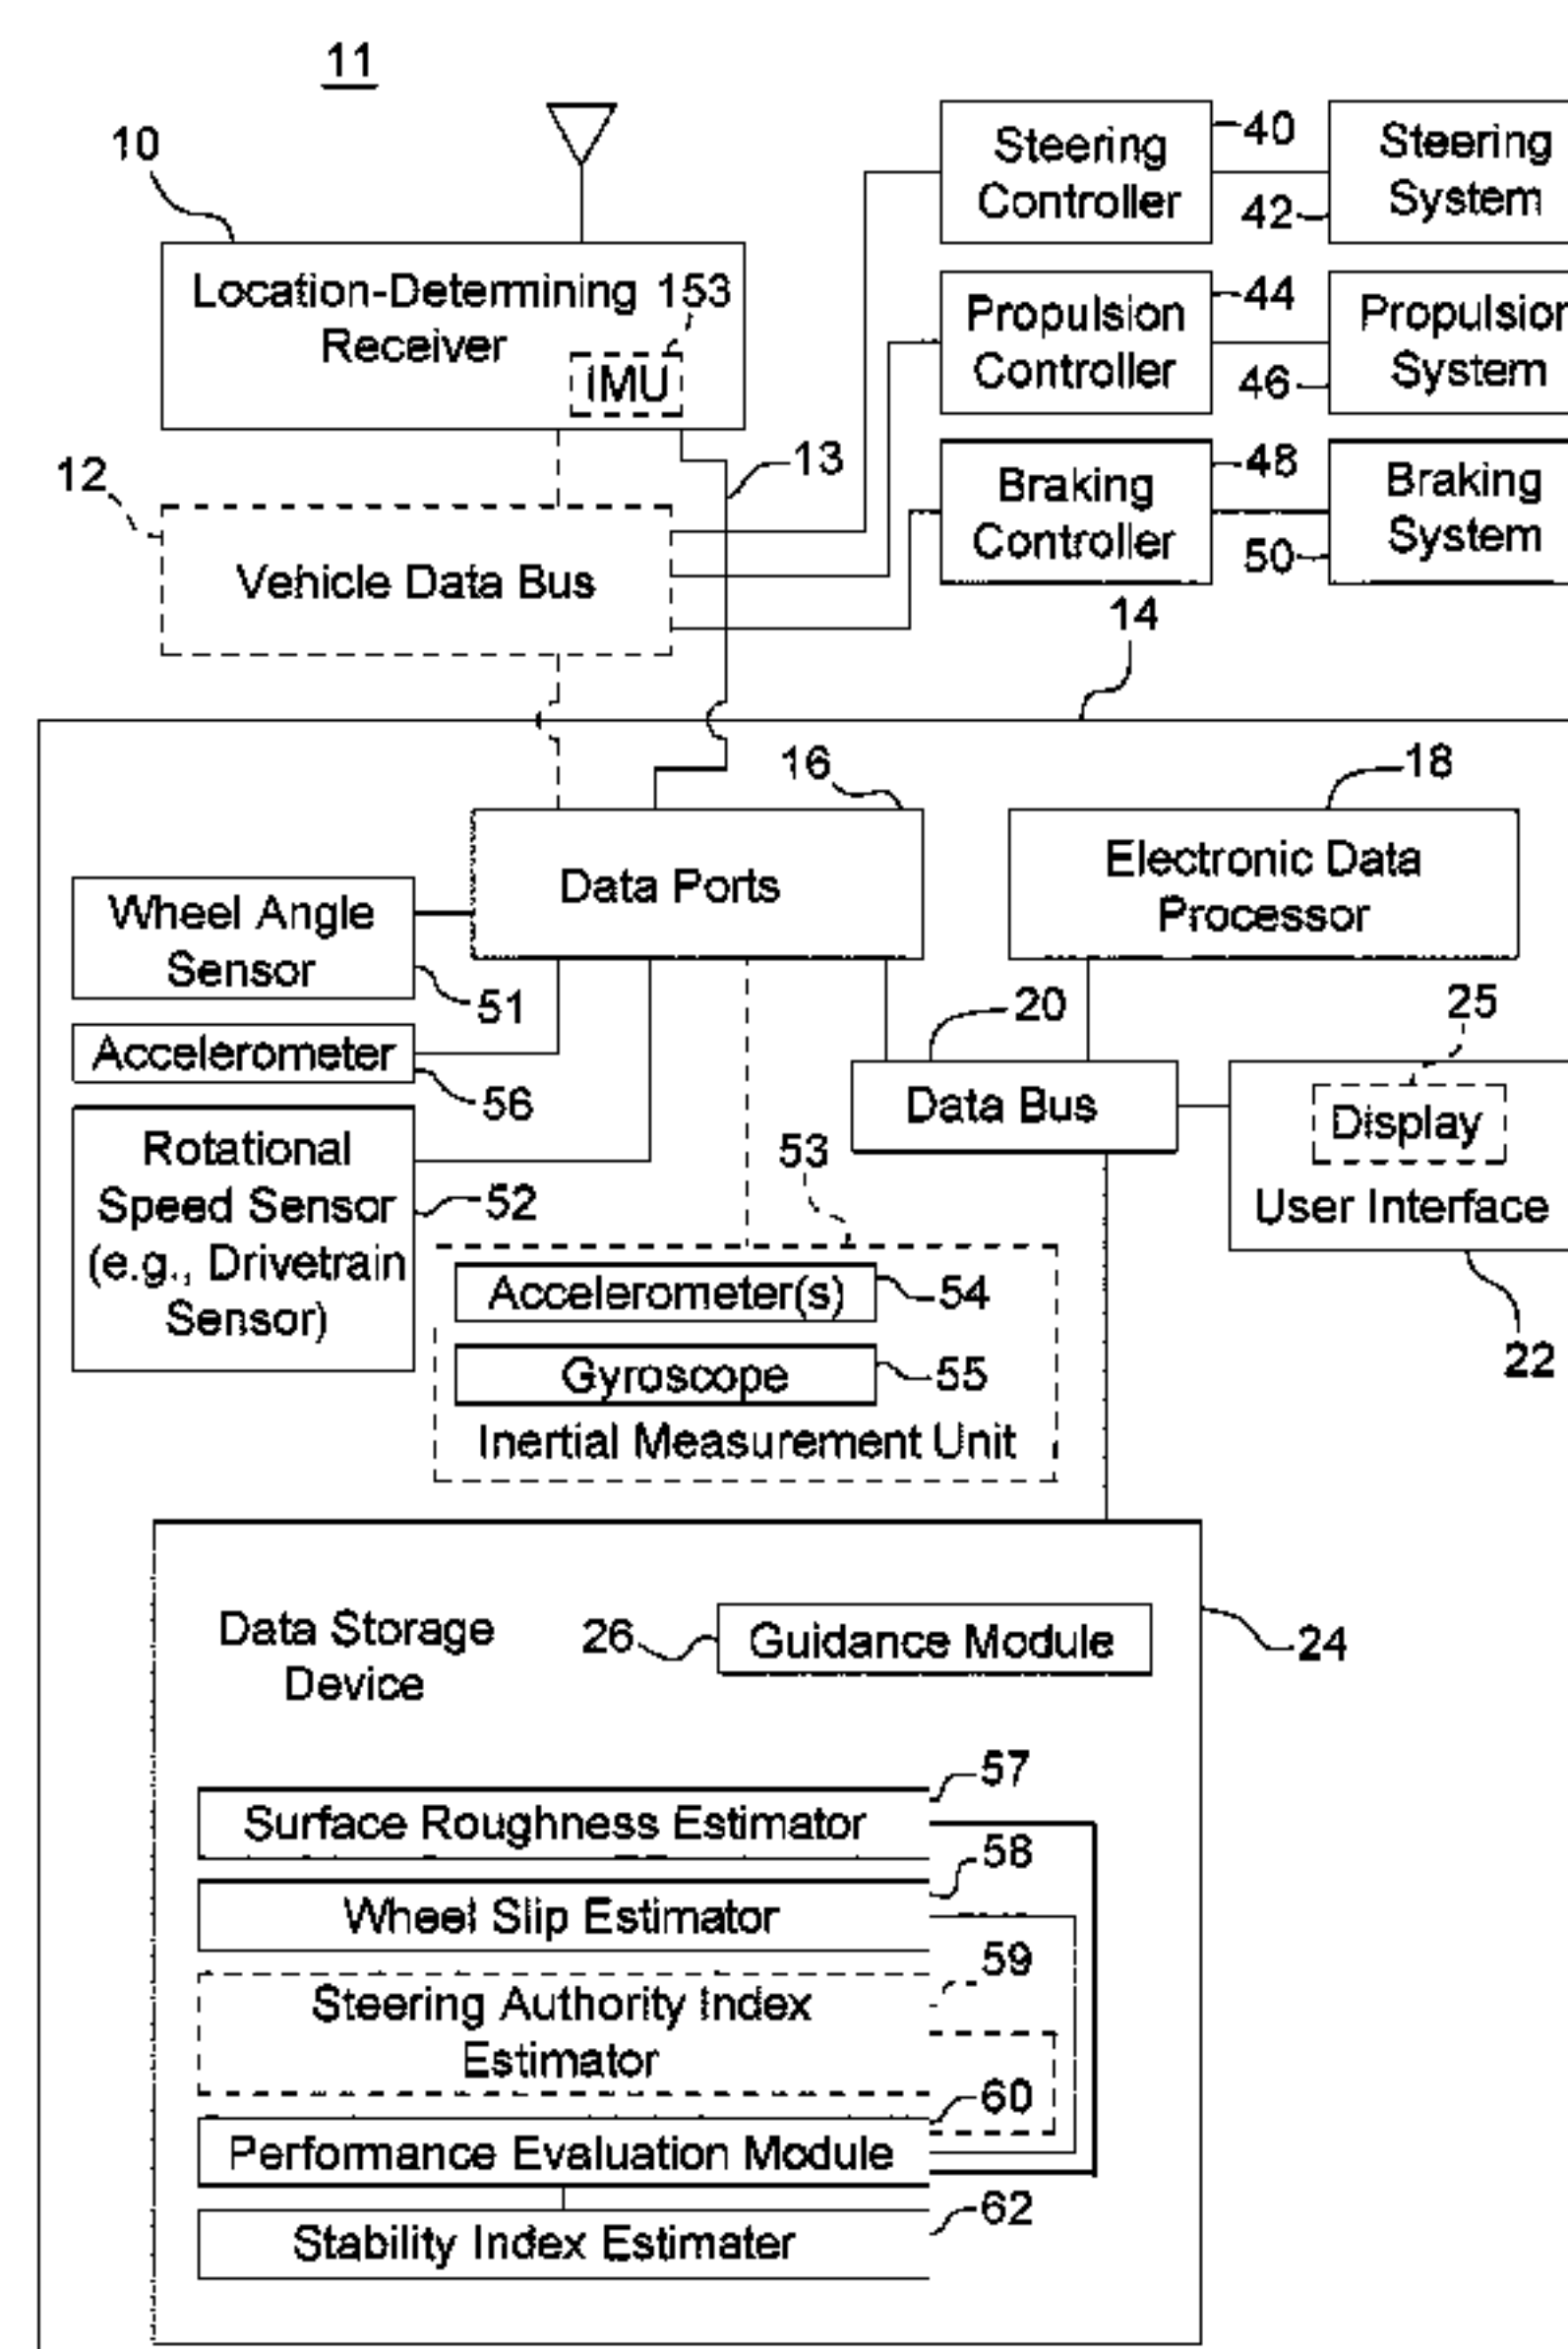 11
10
Location-Determining 153
Receiver
IMU
12
Vehicle Data Bus
13
Steering
Controller
40
42
Steering
System
Propulsion
Controller
44
46
Propulsion
System
Braking
Controller
48
50
Braking
System
14
16
Data Ports
18
Electronic Data
Processor
Wheel Angle
Sensor
51
Accelerometer
56
Rotational
Speed Sensor
(e.g., Drivetrain
Sensor)
52
20
Data Bus
25
Display
User Interface
22
53
Accelerometer(s)
54
Gyroscope
55
Inertial Measurement Unit
Data Storage
Device
26
Guidance Module
24
57
Surface Roughness Estimator
58
Wheel Slip Estimator
59
Steering Authority Index
Estimator
60
Performance Evaluation Module
62
Stability Index Estimater